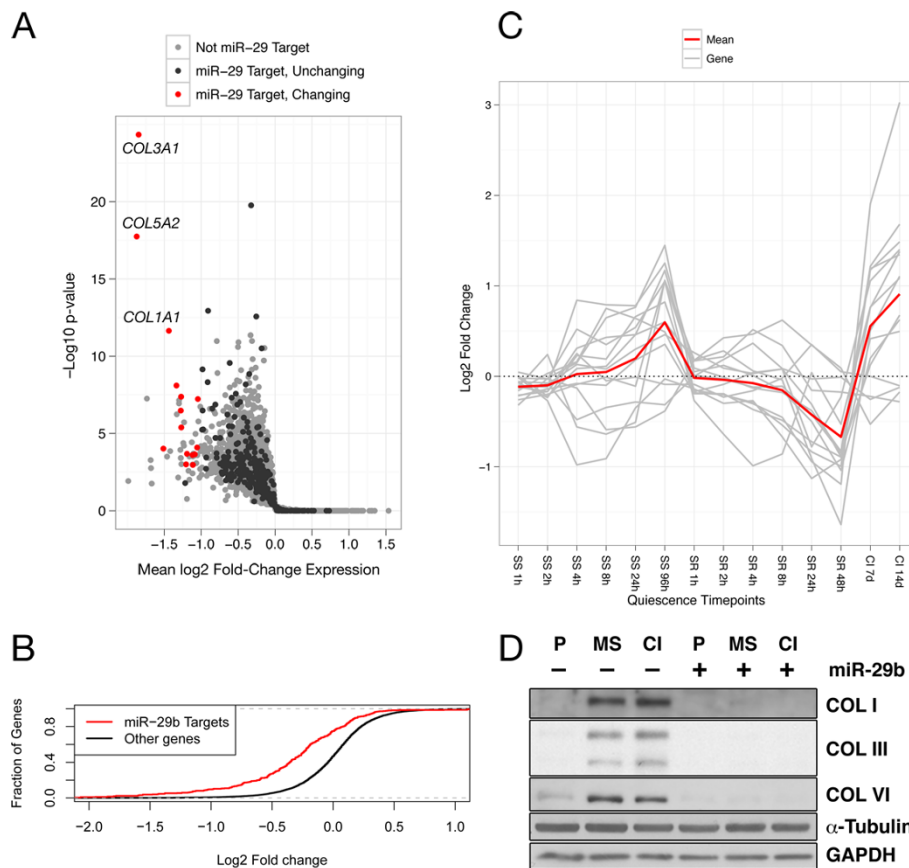 A
Not miR−29 Target
miR−29 Target, Unchanging
miR−29 Target, Changing
COL3A1
COL5A2
COL1A1
20
15
10
5
0
−Log10 p-value
−1.5 −1.0 −0.5 0.0 0.5 1.0 1.5
Mean log2 Fold-Change Expression
C
Mean
Gene
3
2
1
0
−1
Log2 Fold Change
SS 1h SS 2h SS 4h SS 8h SS 24h SS 96h SR 1h SR 2h SR 4h SR 8h SR 24h SR 48h CI 7d CI 14d
Quiescence Timepoints
B
miR−29b Targets
Other genes
Fraction of Genes
0.8
0.4
0.0
−2.0 −1.5 −1.0 −0.5 0.0 0.5 1.0
Log2 Fold change
D
P MS CI P MS CI
− − − + + + miR-29b
COL I
COL III
COL VI
α-Tubulin
GAPDH